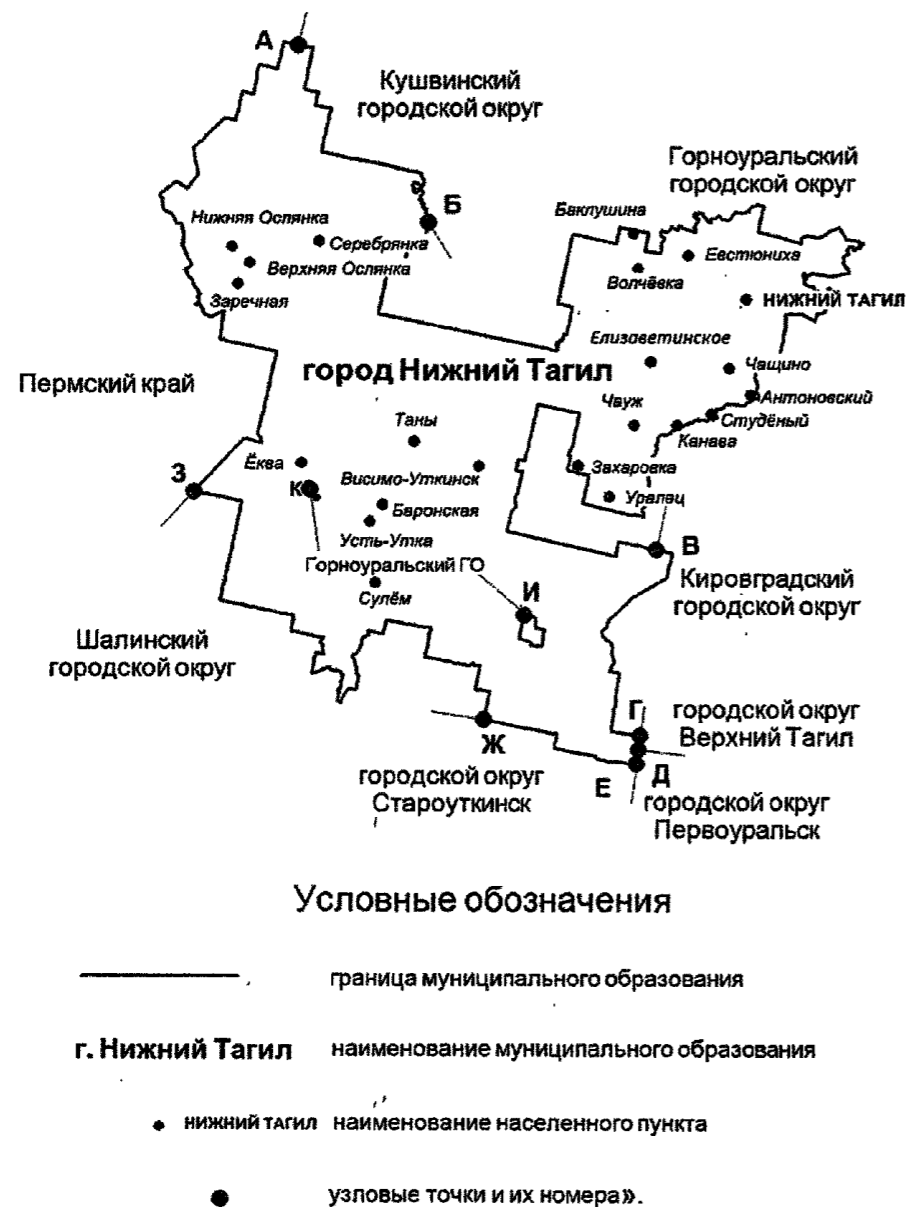 А
Кушвинский
городской округ
Горноуральский
городской округ
Б
Баклушина
Нижняя Ослянка
Серебрянка
Евстюниха
Верхняя Ослянка
Волчёвка
Заречная
НИЖНИЙ ТАГИЛ
Елизаветинское
город Нижний Тагил
Чащино
Пермский край
Антоновский
Чауж
Студёный
Таны
Канава
Ёква
Захаровка
З
К
Висимо-Уткинск
Уралец
Баронская
Усть-Утка
В
Горноуральский ГО
Кировградский
городской округ
Сулём
И
Шалинский
городской округ
Г
городской округ
Верхний Тагил
Ж
Е
Д
городской округ
Староуткинск
городской округ
Первоуральск
Условные обозначения
граница муниципального образования
г. Нижний Тагил наименование муниципального образования
НИЖНИЙ ТАГИЛ наименование населенного пункта
узловые точки и их номера».